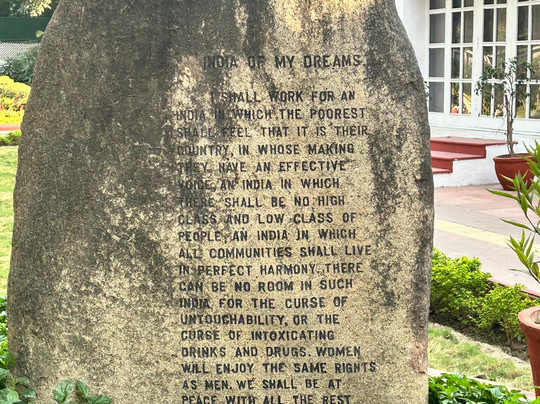 INDIA OF MY DREAMS
I SHALL WORK FOR AN
INDIA IN WHICH THE POOREST
SHALL FEEL THAT IT IS THEIR
COUNTRY, IN WHOSE MAKING
THEY HAVE AN EFFECTIVE
VOICE, AN INDIA IN WHICH
THERE SHALL BE NO HIGH
CLASS AND LOW CLASS OF
PEOPLE, AN INDIA IN WHICH
ALL COMMUNITIES SHALL LIVE
IN PERFECT HARMONY, THERE
CAN BE NO ROOM IN SUCH
INDIA FOR THE CURSE OF
UNTOUCHABILITY, OR THE
CURSE OF INTOXICATING
DRINKS AND DRUGS. WOMEN
WILL ENJOY THE SAME RIGHTS
AS MEN. WE SHALL BE AT
PEACE WITH ALL THE REST